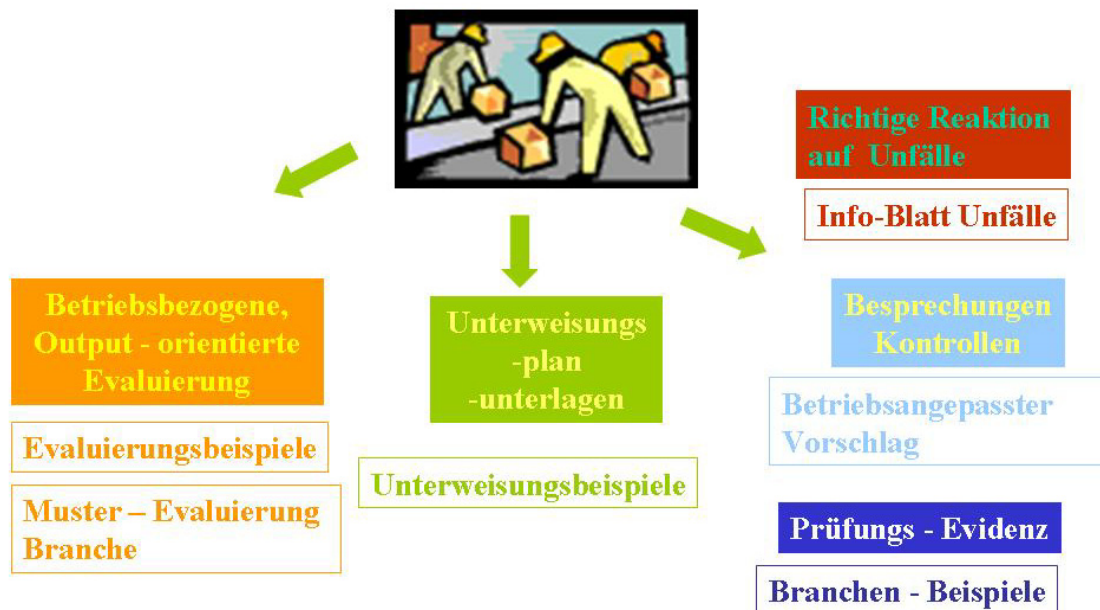 Richtige Reaktion
auf Unfälle
Info-Blatt Unfälle
Betriebsbezogene,
Output - orientierte
Evaluierung
Evaluierungsbeispiele
Muster – Evaluierung
Branche
Unterweisungs
-plan
-unterlagen
Unterweisungsbeispiele
Besprechungen
Kontrollen
Betriebsangepasster
Vorschlag
Prüfungs - Evidenz
Branchen - Beispiele